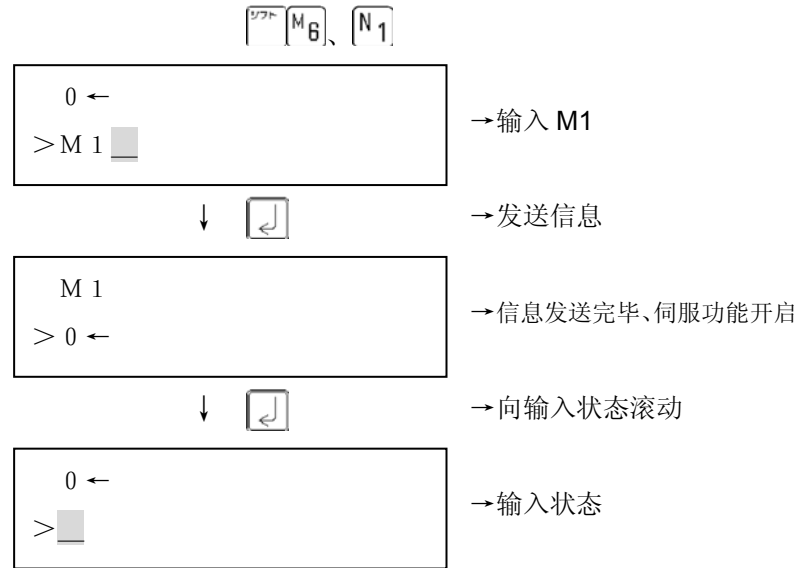 シフト M6、 N1
0←
>M1_
→输入 M1
↓ →发送信息
M1
>0←
→信息发送完毕、伺服功能开启
↓ →向输入状态滚动
0←
>_
→输入状态